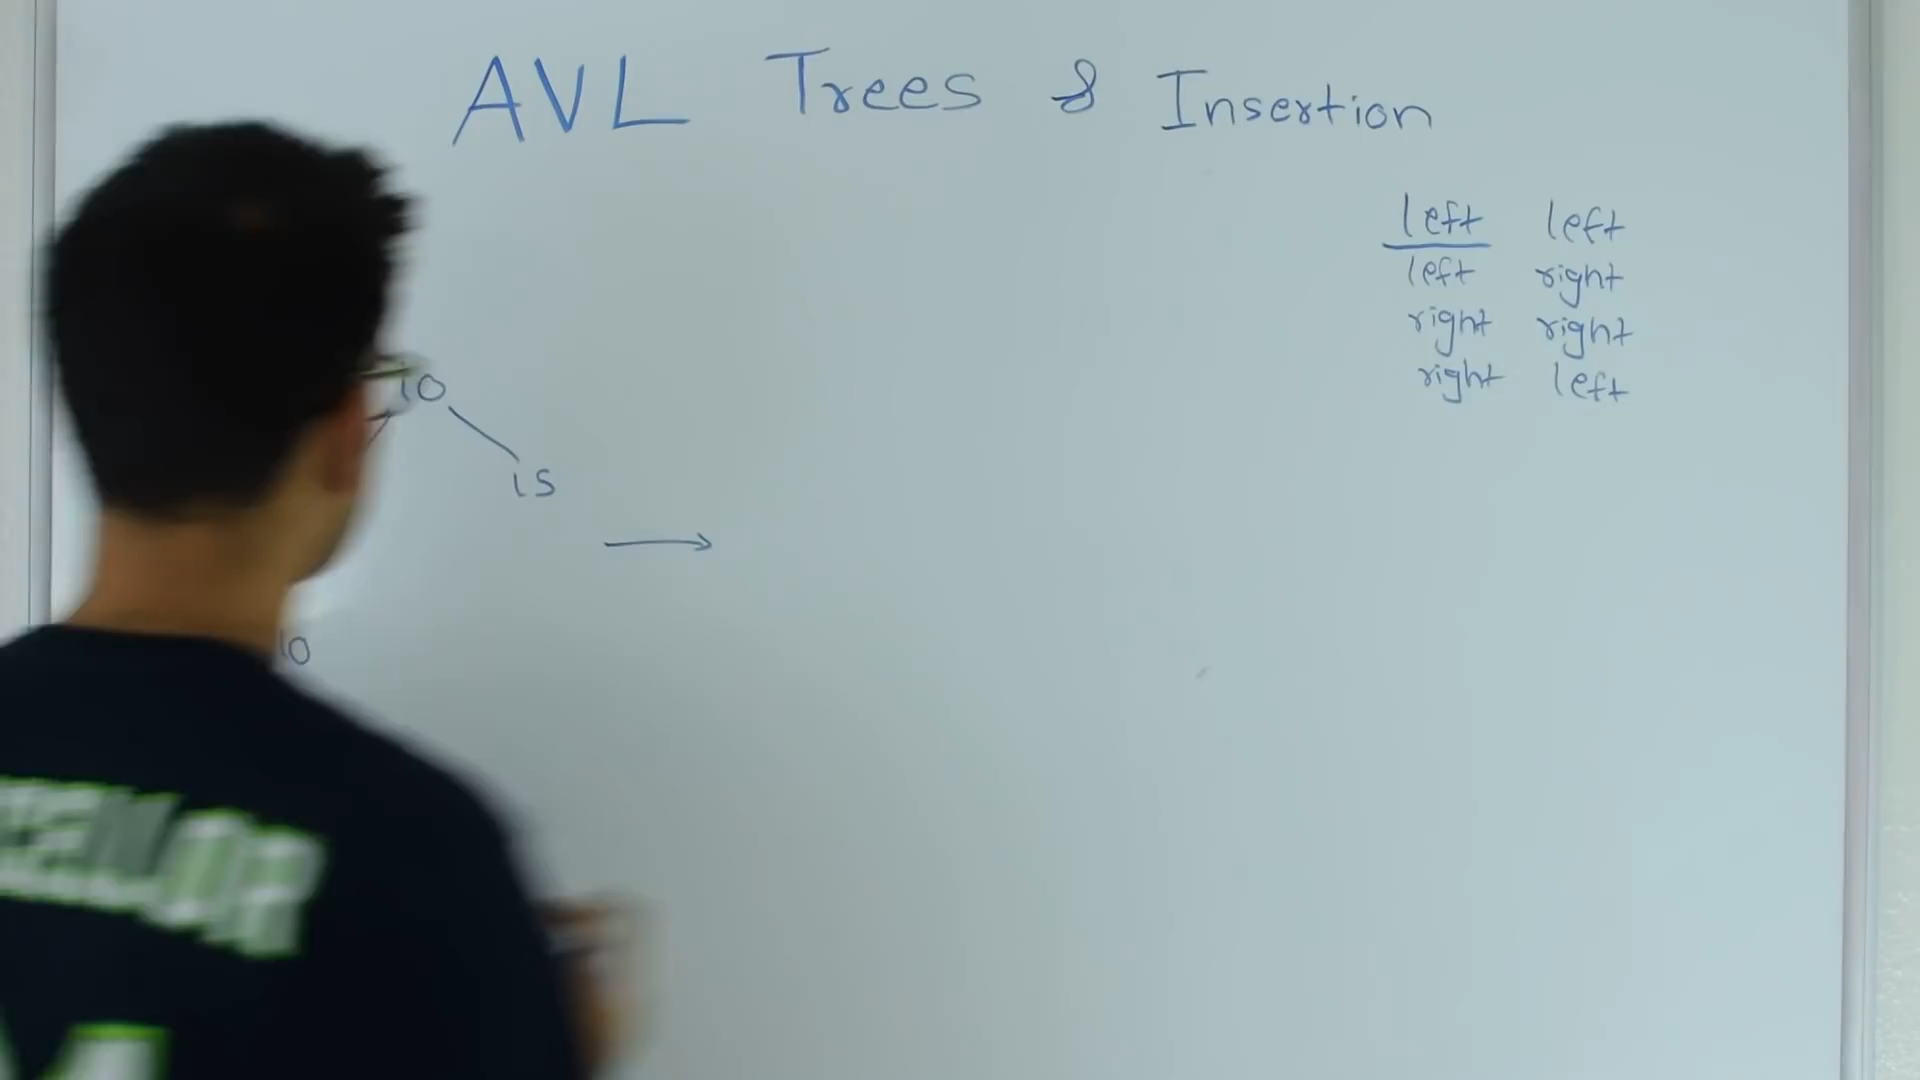 AVL Trees & Insertion
left left
left right
right right
right left
10
15
10